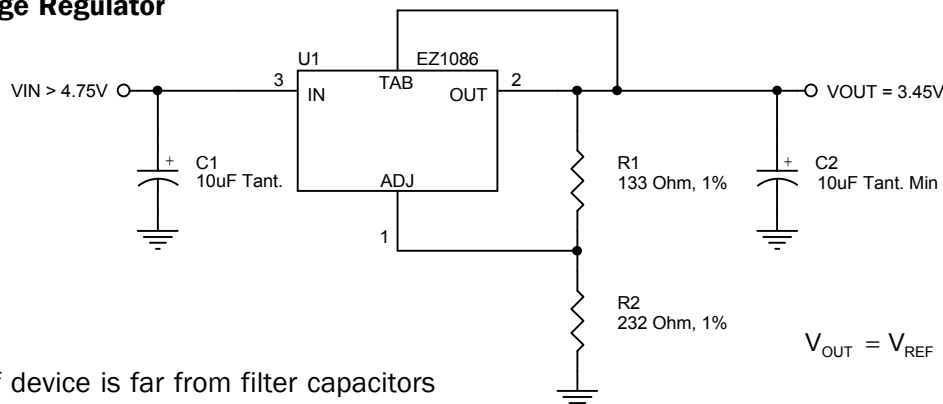 ge Regulator
U1 EZ1086
VIN > 4.75V 3 IN TAB OUT 2 VOUT = 3.45V
+ C1
10uF Tant.
ADJ
1
R1
133 Ohm, 1%
+ C2
10uF Tant. Min
R2
232 Ohm, 1%
V_OUT = V_REF
f device is far from filter capacitors